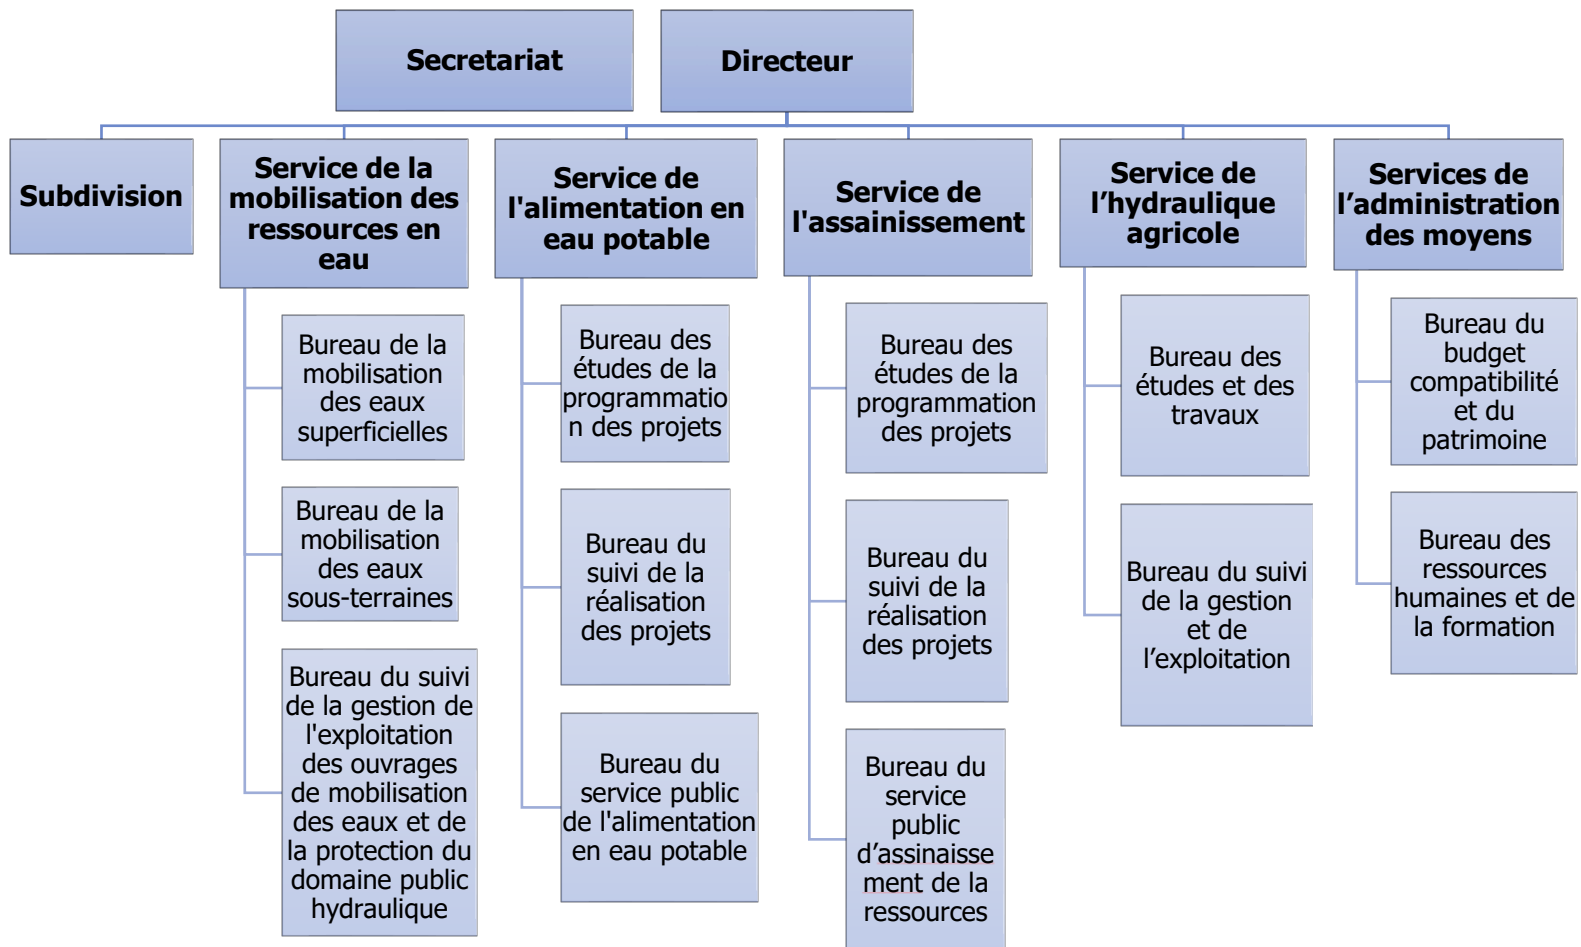 Secretariat
Directeur
Subdivision
Service de la
mobilisation des
ressources en
eau
Service de
l'alimentation en
eau potable
Service de
l'assainissement
Service de
l’hydraulique
agricole
Services de
l’administration
des moyens
Bureau de la
mobilisation
des eaux
superficielles
Bureau de la
mobilisation
des eaux
sous-terraines
Bureau du suivi
de la gestion de
l'exploitation
des ouvrages
de mobilisation
des eaux et de
la protection du
domaine public
hydraulique
Bureau des
études de la
programmatio
n des projets
Bureau du
suivi de la
réalisation
des projets
Bureau du
service public
de l'alimentation
en eau potable
Bureau des
études de la
programmation
des projets
Bureau du
suivi de la
réalisation
des projets
Bureau du
service
public
d’assinaisse
ment de la
ressources
Bureau des
études et des
travaux
Bureau du suivi
de la gestion
et de
l’exploitation
Bureau du
budget
compatibilité
et du
patrimoine
Bureau des
ressources
humaines et de
la formation